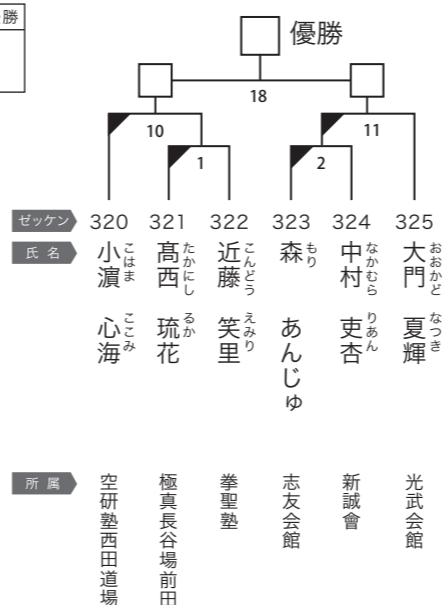 勝
優勝
18
10
11
1
2
ゼッケン 320 321 322 323 324 325
氏名
小濵 心海
こはま ここみ
髙西 琉花
たかにし るか
近藤 笑里
こんどう えみり
森 あんじゅ
もり
中村 吏杏
なかむら りあん
大門 夏輝
おおかど なつき
所属
空研塾西田道場
極真長谷場前田
拳聖塾
志友会館
新誠會
光武会館